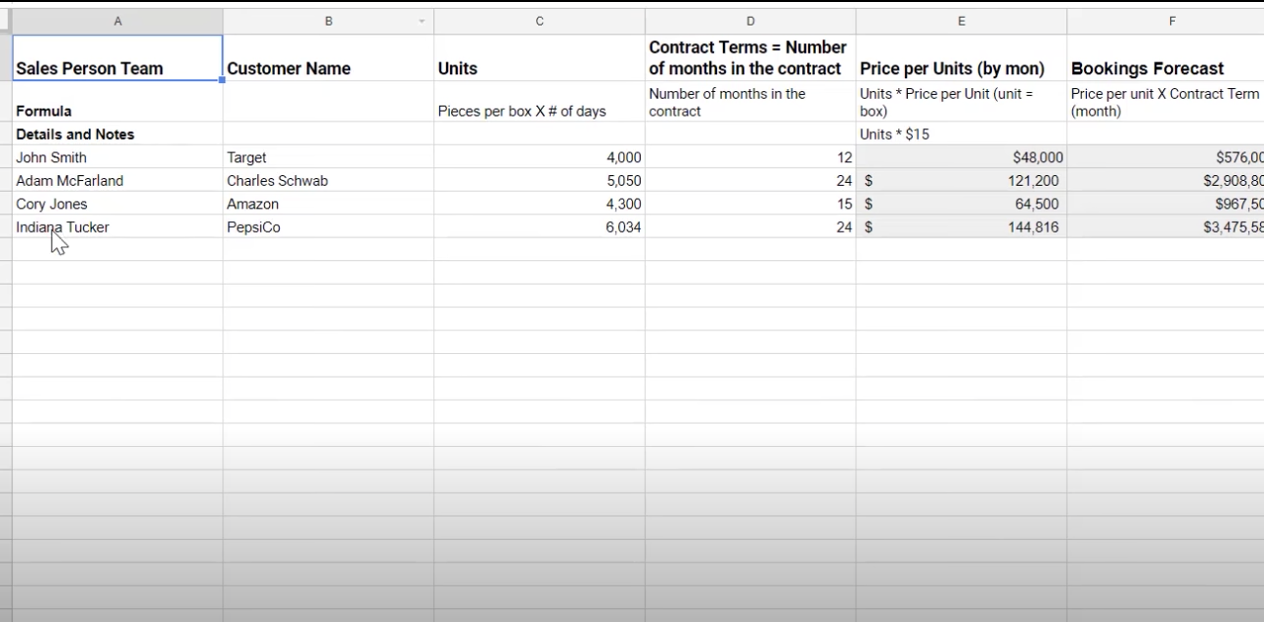 A B C D E F
Sales Person Team Customer Name Units Contract Terms = Number of months in the contract Price per Units (by mon) Bookings Forecast
Formula Pieces per box X # of days Number of months in the contract Units * Price per Unit (unit = box) Price per unit X Contract Term (month)
Details and Notes Units * $15
John Smith Target 4,000 12 $48,000 $576,00
Adam McFarland Charles Schwab 5,050 24 $ 121,200 $2,908,80
Cory Jones Amazon 4,300 15 $ 64,500 $967,50
Indiana Tucker PepsiCo 6,034 24 $ 144,816 $3,475,58